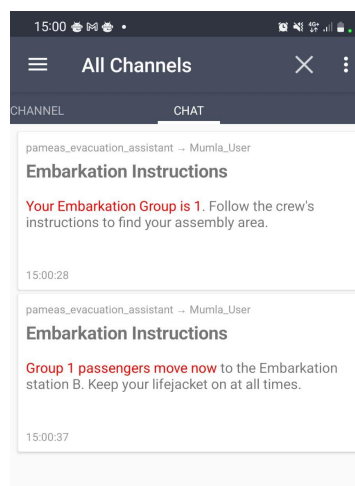 15:00
4G+
All Channels
CHANNEL
CHAT
pameas_evacuation_assistant → Mumla_User
Embarkation Instructions
Your Embarkation Group is 1. Follow the crew's
instructions to find your assembly area.
15:00:28
pameas_evacuation_assistant → Mumla_User
Embarkation Instructions
Group 1 passengers move now to the Embarkation
station B. Keep your lifejacket on at all times.
15:00:37